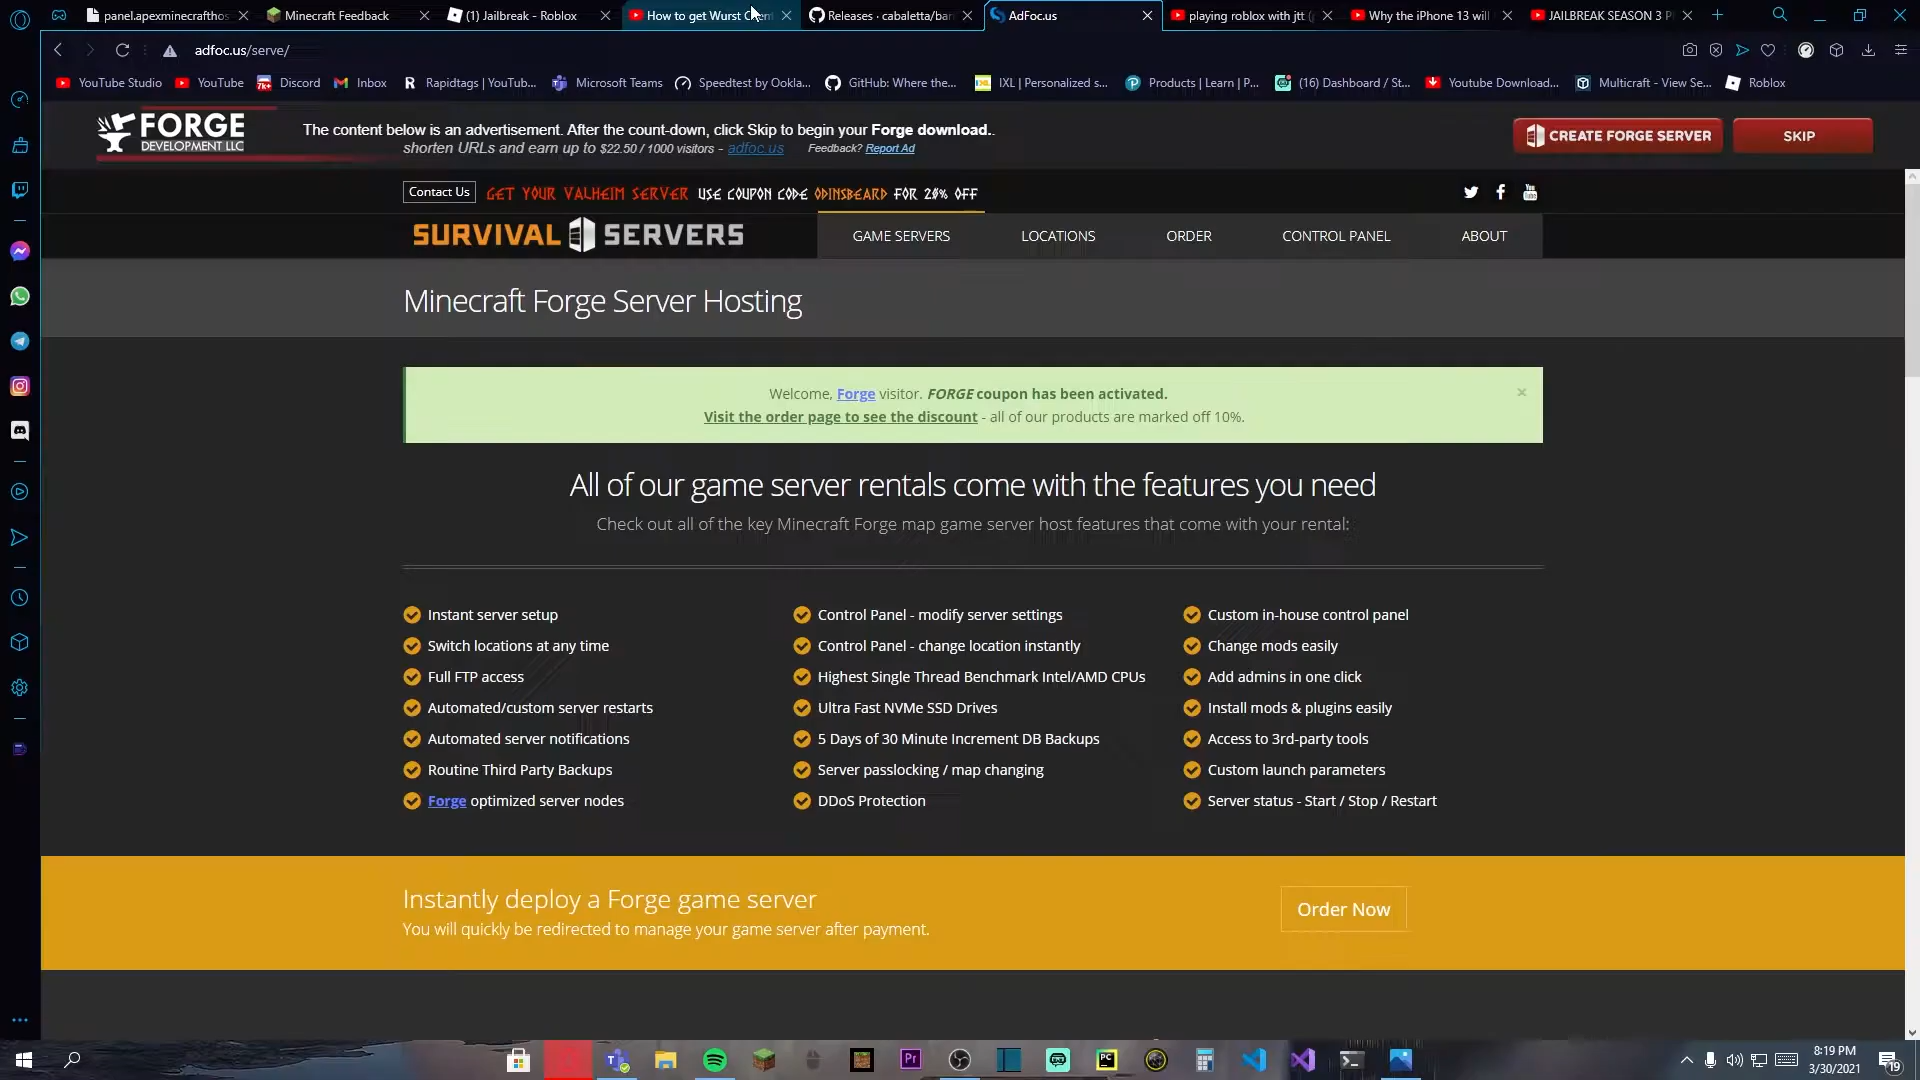 panel.apexminecrafthos
Minecraft Feedback
(1) Jailbreak - Roblox
How to get Wurst Client
Releases · cabaletta/bar
AdFoc.us
playing roblox with jtt (
Why the iPhone 13 will
JAILBREAK SEASON 3 P
adfoc.us/serve/
YouTube Studio
YouTube
Discord
Inbox
Rapidtags | YouTub...
Microsoft Teams
Speedtest by Ookla...
GitHub: Where the...
IXL | Personalized s...
Products | Learn | P...
(16) Dashboard / St...
Youtube Download...
Multicraft - View Se...
Roblox
FORGE
DEVELOPMENT LLC
The content below is an advertisement. After the count-down, click Skip to begin your Forge download..
shorten URLs and earn up to $22.50 / 1000 visitors - adfoc.us Feedback? Report Ad
CREATE FORGE SERVER
SKIP
Contact Us
GET YOUR VALHEIM SERVER USE COUPON CODE ODINSBEARD FOR 20% OFF
SURVIVAL SERVERS
GAME SERVERS
LOCATIONS
ORDER
CONTROL PANEL
ABOUT
Minecraft Forge Server Hosting
Welcome, Forge visitor. FORGE coupon has been activated.
Visit the order page to see the discount - all of our products are marked off 10%.
All of our game server rentals come with the features you need
Check out all of the key Minecraft Forge map game server host features that come with your rental:
Instant server setup
Switch locations at any time
Full FTP access
Automated/custom server restarts
Automated server notifications
Routine Third Party Backups
Forge optimized server nodes
Control Panel - modify server settings
Control Panel - change location instantly
Highest Single Thread Benchmark Intel/AMD CPUs
Ultra Fast NVMe SSD Drives
5 Days of 30 Minute Increment DB Backups
Server passlocking / map changing
DDoS Protection
Custom in-house control panel
Change mods easily
Add admins in one click
Install mods & plugins easily
Access to 3rd-party tools
Custom launch parameters
Server status - Start / Stop / Restart
Instantly deploy a Forge game server
You will quickly be redirected to manage your game server after payment.
Order Now
8:19 PM
3/30/2021
19